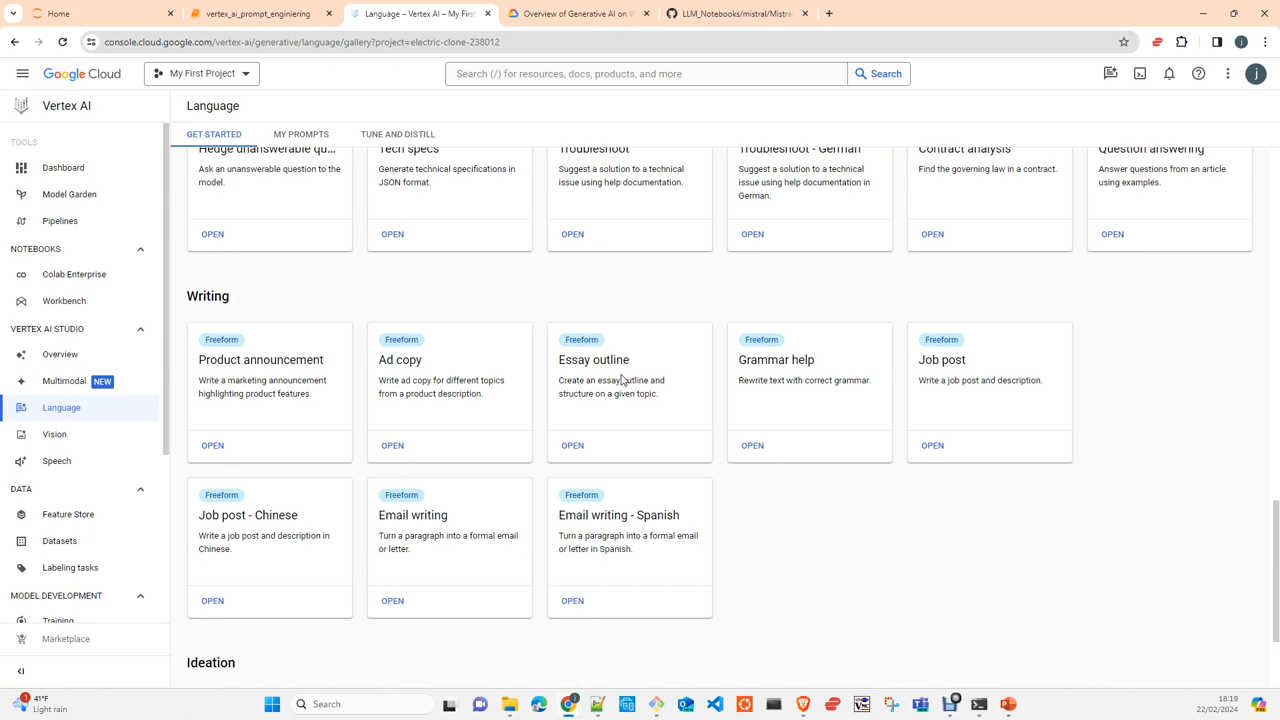 Home
vertex_ai_prompt_enginiering
Language – Vertex AI – My First
Overview of Generative AI on V
LLM_Notebooks/mistral/Mistral
console.cloud.google.com/vertex-ai/generative/language/gallery?project=electric-clone-238012
Google Cloud
My First Project
Search (/) for resources, docs, products, and more
Search
j
Vertex AI
Language
GET STARTED
MY PROMPTS
TUNE AND DISTILL
TOOLS
Dashboard
Model Garden
Pipelines
NOTEBOOKS
Colab Enterprise
Workbench
VERTEX AI STUDIO
Overview
Multimodal NEW
Language
Vision
Speech
DATA
Feature Store
Datasets
Labeling tasks
MODEL DEVELOPMENT
Training
Marketplace
Hedge unanswerable qu...
Ask an unanswerable question to the
model.
OPEN
Tech specs
Generate technical specifications in
JSON format.
OPEN
Troubleshoot
Suggest a solution to a technical
issue using help documentation.
OPEN
Troubleshoot - German
Suggest a solution to a technical
issue using help documentation in
German.
OPEN
Contract analysis
Find the governing law in a contract.
OPEN
Question answering
Answer questions from an article
using examples.
OPEN
Writing
Freeform
Product announcement
Write a marketing announcement
highlighting product features.
OPEN
Freeform
Ad copy
Write ad copy for different topics
from a product description.
OPEN
Freeform
Essay outline
Create an essay outline and
structure on a given topic.
OPEN
Freeform
Grammar help
Rewrite text with correct grammar.
OPEN
Freeform
Job post
Write a job post and description.
OPEN
Freeform
Job post - Chinese
Write a job post and description in
Chinese.
OPEN
Freeform
Email writing
Turn a paragraph into a formal email
or letter.
OPEN
Freeform
Email writing - Spanish
Turn a paragraph into a formal email
or letter in Spanish.
OPEN
Ideation
1
41°F
Light rain
Search
18:19
22/02/2024